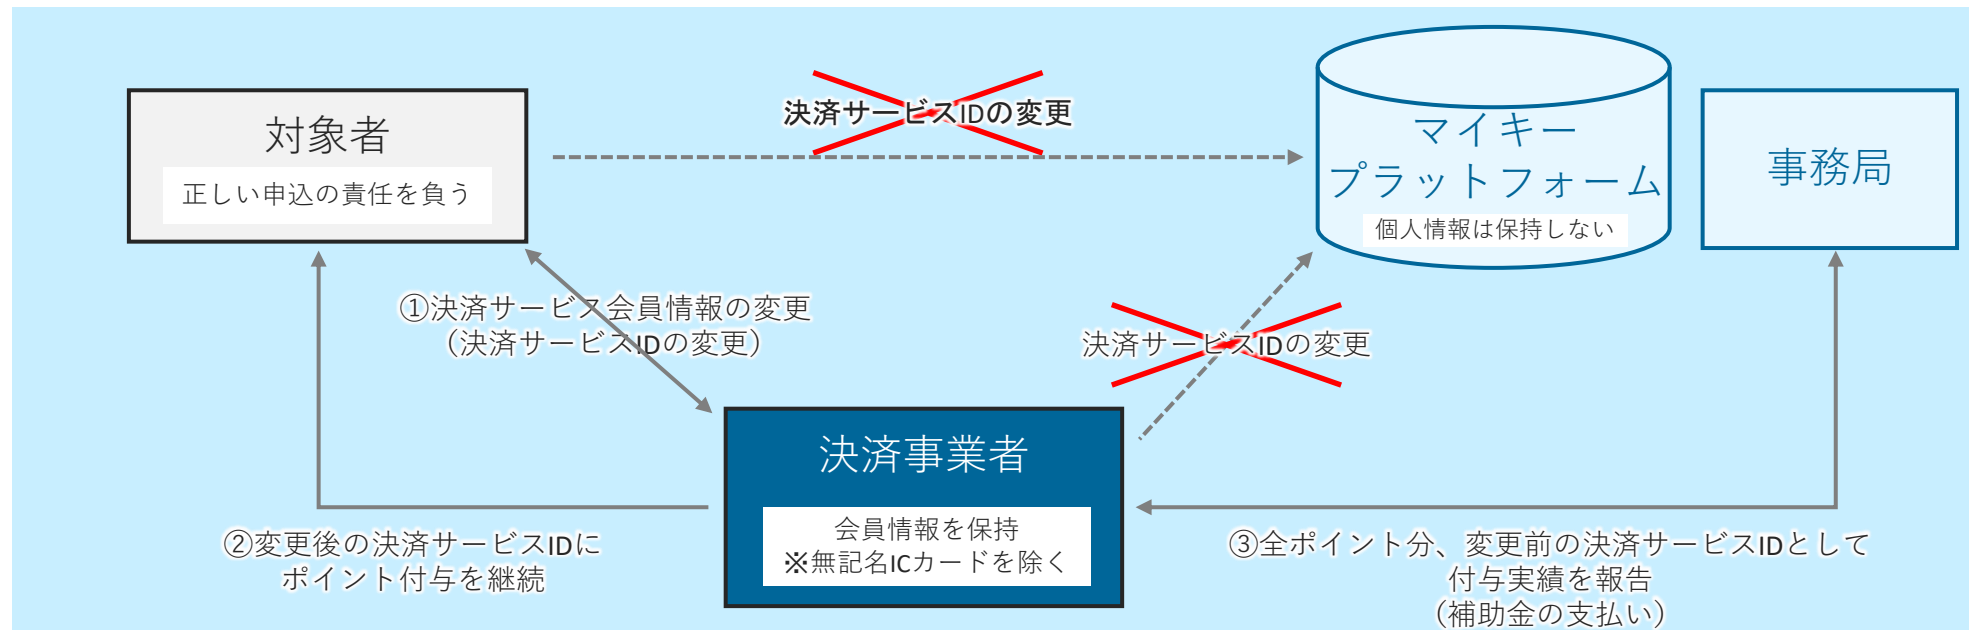 対象者
正しい申込の責任を負う
決済サービスIDの変更
マイキー
プラットフォーム
個人情報は保持しない
事務局
①決済サービス会員情報の変更
（決済サービスIDの変更）
決済サービスIDの変更
決済事業者
会員情報を保持
※無記名ICカードを除く
②変更後の決済サービスIDに
ポイント付与を継続
③全ポイント分、変更前の決済サービスIDとして
付与実績を報告
（補助金の支払い）